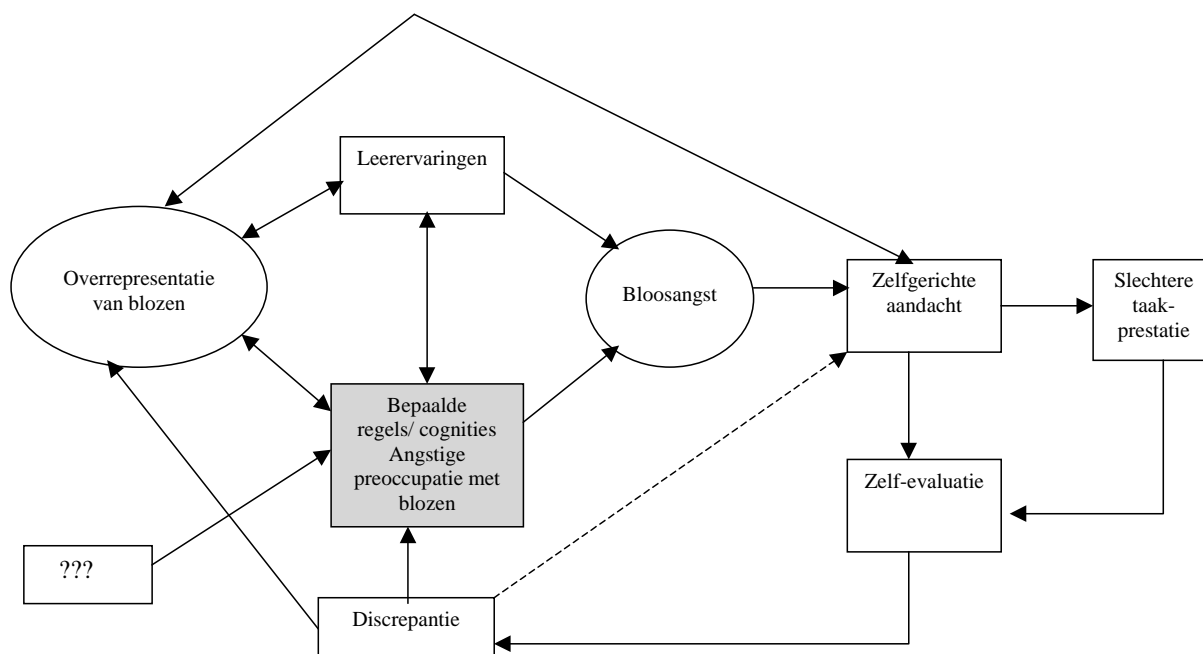 Leerervaringen
Overrepresentatie
van blozen
Bloosangst
Zelfgerichte
aandacht
Slechtere
taak-
prestatie
Bepaalde
regels/ cognities
Angstige
preoccupatie met
blozen
Zelf-evaluatie
???
Discrepantie